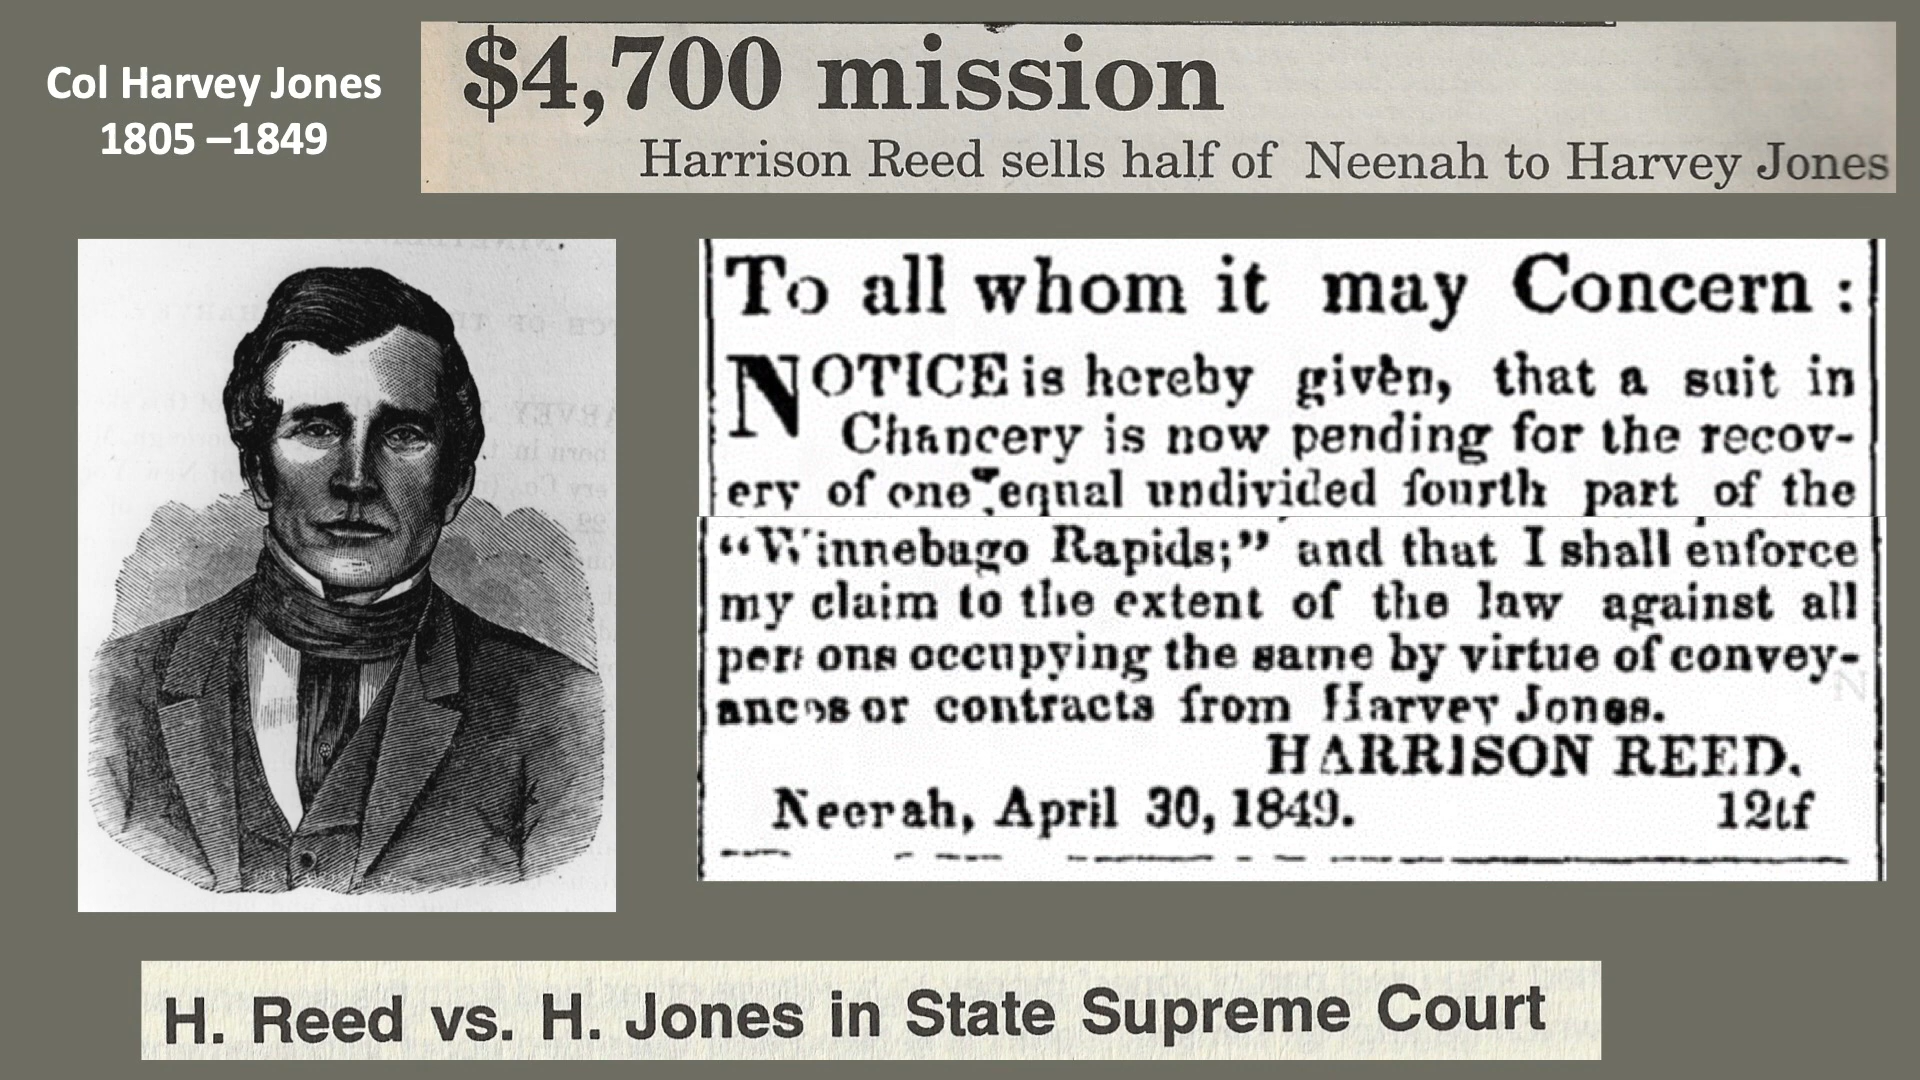 Col Harvey Jones
1805 –1849
$4,700 mission
Harrison Reed sells half of Neenah to Harvey Jones
To all whom it may Concern :
NOTICE is hereby given, that a suit in
Chancery is now pending for the recov-
ery of one equal undivided fourth part of the
"Winnebago Rapids;" and that I shall enforce
my claim to the extent of the law against all
persons occupying the same by virtue of convey-
ances or contracts from Harvey Jones.
HARRISON REED.
Neenah, April 30, 1849. 12tf
H. Reed vs. H. Jones in State Supreme Court